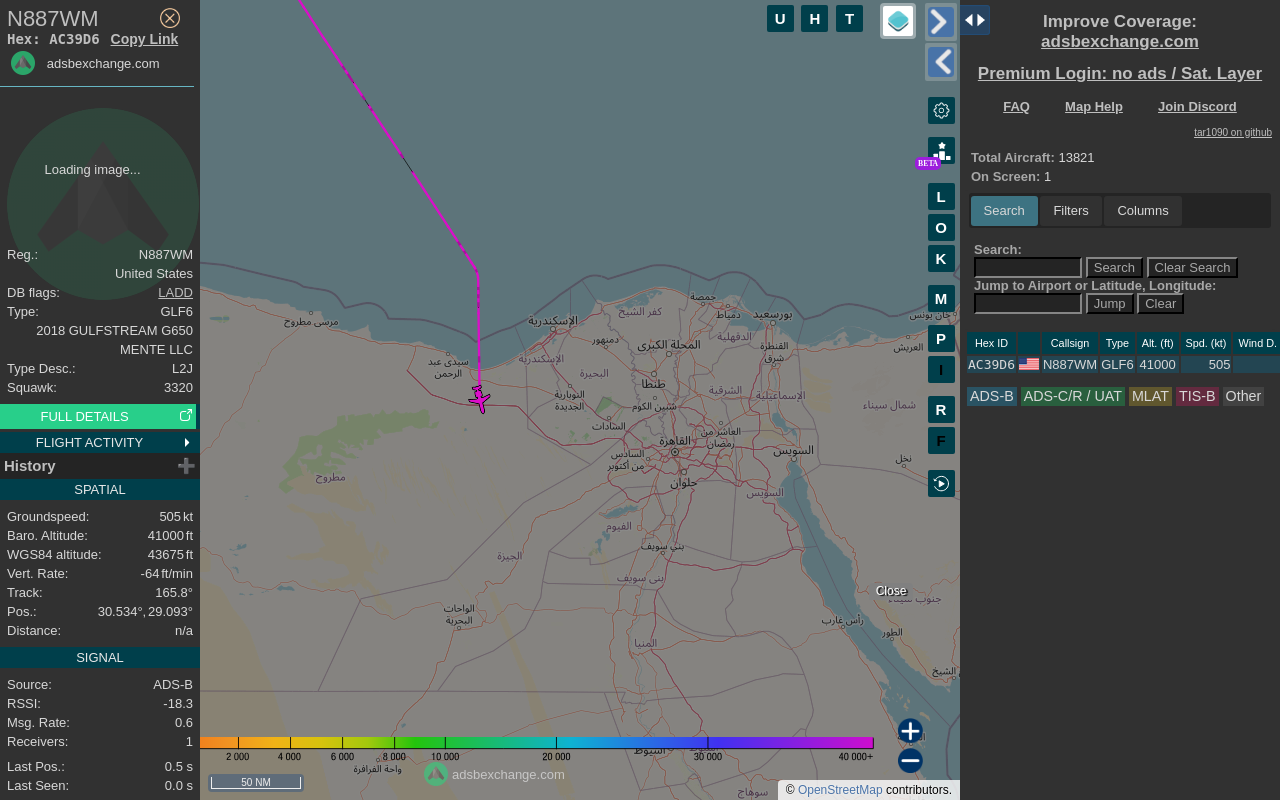 N887WM
Hex: AC39D6 Copy Link
adsbexchange.com
Loading image...
Reg.: N887WM
United States
DB flags: LADD
Type: GLF6
2018 GULFSTREAM G650
MENTE LLC
Type Desc.: L2J
Squawk: 3320
FULL DETAILS
FLIGHT ACTIVITY
History
SPATIAL
Groundspeed: 505 kt
Baro. Altitude: 41000 ft
WGS84 altitude: 43675 ft
Vert. Rate: -64 ft/min
Track: 165.8°
Pos.: 30.534°, 29.093°
Distance: n/a
SIGNAL
Source: ADS-B
RSSI: -18.3
Msg. Rate: 0.6
Receivers: 1
Last Pos.: 0.5 s
Last Seen: 0.0 s
U H T
BETA
L
O
K
M
P
I
R
F
جمصة
كفر الشيخ
دمياط
بورسعيد
مرسى مطروح
الإسكندرية
الدقهلية
دمنهور
المحلة الكبرى
القنطرة
شرق
العريش
سيدي عبد
الرحمن
الإسكندرية
البحيرة
طنطا
الشرقية
النوبارية
الجديدة
شبين الكوم
الإسماعيلية
شمال سيناء
السادات
العاشر من
رمضان
القاهرة
السادس
من أكتوبر
السويس
نخل
مطروح
حلوان
السويس
الفيوم
بني سويف
الجيزة
بني سويف
Close
جنوب سيناء
الواحات
البحرية
رأس غارب
الطور
المنيا
الشيخ
أسيوط
واحة الفرافرة
سوهاج
2 000 4 000 6 000 8 000 10 000 20 000 30 000 40 000+
50 NM
adsbexchange.com
© OpenStreetMap contributors.
Improve Coverage:
adsbexchange.com
Premium Login: no ads / Sat. Layer
FAQ Map Help Join Discord
tar1090 on github
Total Aircraft: 13821
On Screen: 1
Search Filters Columns
Search:
Search Clear Search
Jump to Airport or Latitude, Longitude:
Jump Clear
Hex ID Callsign Type Alt. (ft) Spd. (kt) Wind D.
AC39D6 N887WM GLF6 41000 505
ADS-B ADS-C/R / UAT MLAT TIS-B Other